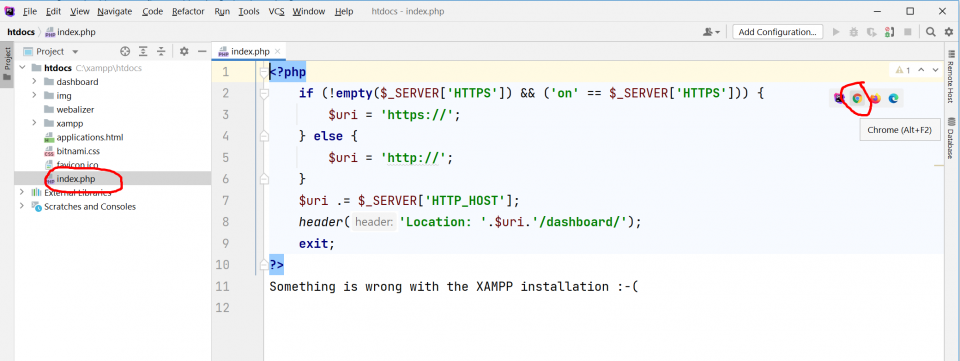 File Edit View Navigate Code Refactor Run Tools VCS Window Help htdocs - index.php
htdocs index.php
Add Configuration...
Project
index.php
Project
htdocs C:\xampp\htdocs
dashboard
img
webalizer
xampp
applications.html
bitnami.css
favicon.ico
index.php
External Libraries
Scratches and Consoles
1 <?php
2 if (!empty($_SERVER['HTTPS']) && ('on' == $_SERVER['HTTPS'])) {
3 $uri = 'https://';
4 } else {
5 $uri = 'http://';
6 }
7 $uri .= $_SERVER['HTTP_HOST'];
8 header( header: 'Location: '.$uri.'/dashboard/');
9 exit;
10 ?>
11 Something is wrong with the XAMPP installation :-(
12
1
Chrome (Alt+F2)
Remote Host
Database